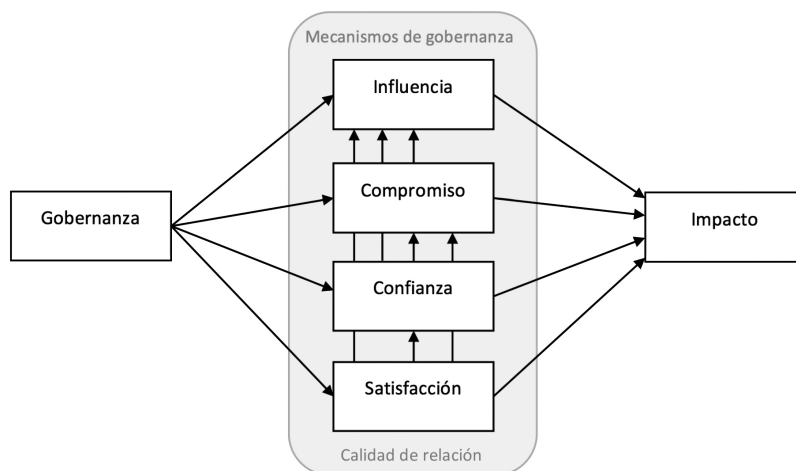 Mecanismos de gobernanza
Influencia
Compromiso
Gobernanza
Impacto
Confianza
Satisfacción
Calidad de relación